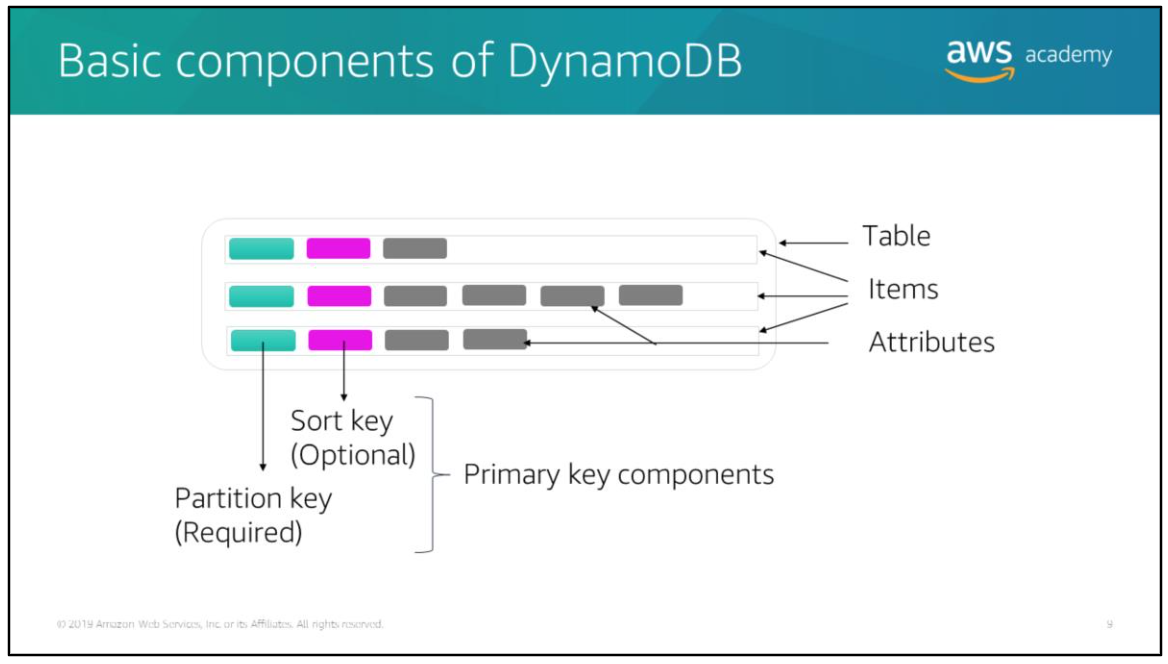 Basic components of DynamoDB
aws academy
Table
Items
Attributes
Sort key
(Optional)
Primary key components
Partition key
(Required)
© 2019 Amazon Web Services, Inc. or its Affiliates. All rights reserved.
9